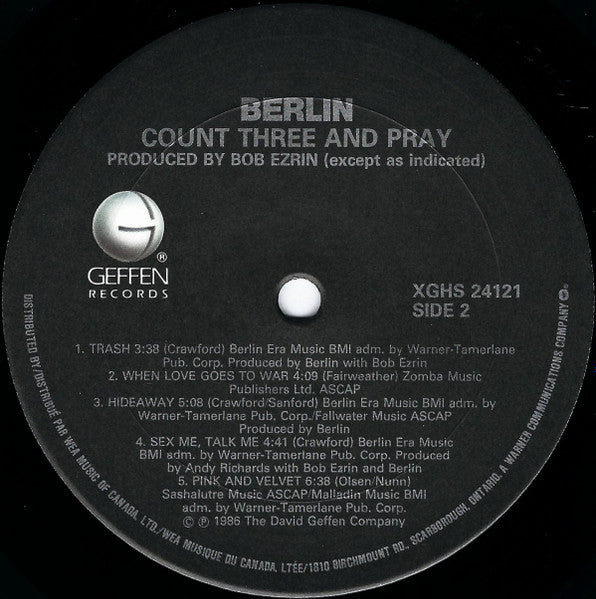 BERLIN
COUNT THREE AND PRAY
PRODUCED BY BOB EZRIN (except as indicated)
G
®
GEFFEN
RECORDS
XGHS 24121
SIDE 2
1. TRASH 3:38 (Crawford) Berlin Era Music BMI adm. by Warner-Tamerlane
Pub. Corp. Produced by Berlin with Bob Ezrin
2. WHEN LOVE GOES TO WAR 4:09 (Fairweather) Zomba Music
Publishers Ltd. ASCAP
3. HIDEAWAY 5:08 (Crawford/Sanford) Berlin Era Music BMI adm. by
Warner-Tamerlane Pub. Corp./Fallwater Music ASCAP
Produced by Berlin
4. SEX ME, TALK ME 4:41 (Crawford) Berlin Era Music
BMI adm. by Warner-Tamerlane Pub. Corp. Produced
by Andy Richards with Bob Ezrin and Berlin
5. PINK AND VELVET 6:38 (Olsen/Nunn)
Sashalutre Music ASCAP/Malladin Music BMI
adm. by Warner-Tamerlane Pub. Corp.
© ℗ 1986 The David Geffen Company
DISTRIBUTED BY/DISTRIBUÉ PAR WEA MUSIC OF CANADA, LTD./WEA MUSIQUE DU CANADA, LTÉE/1810 BIRCHMOUNT RD., SCARBOROUGH, ONTARIO, A WARNER COMMUNICATIONS COMPANY